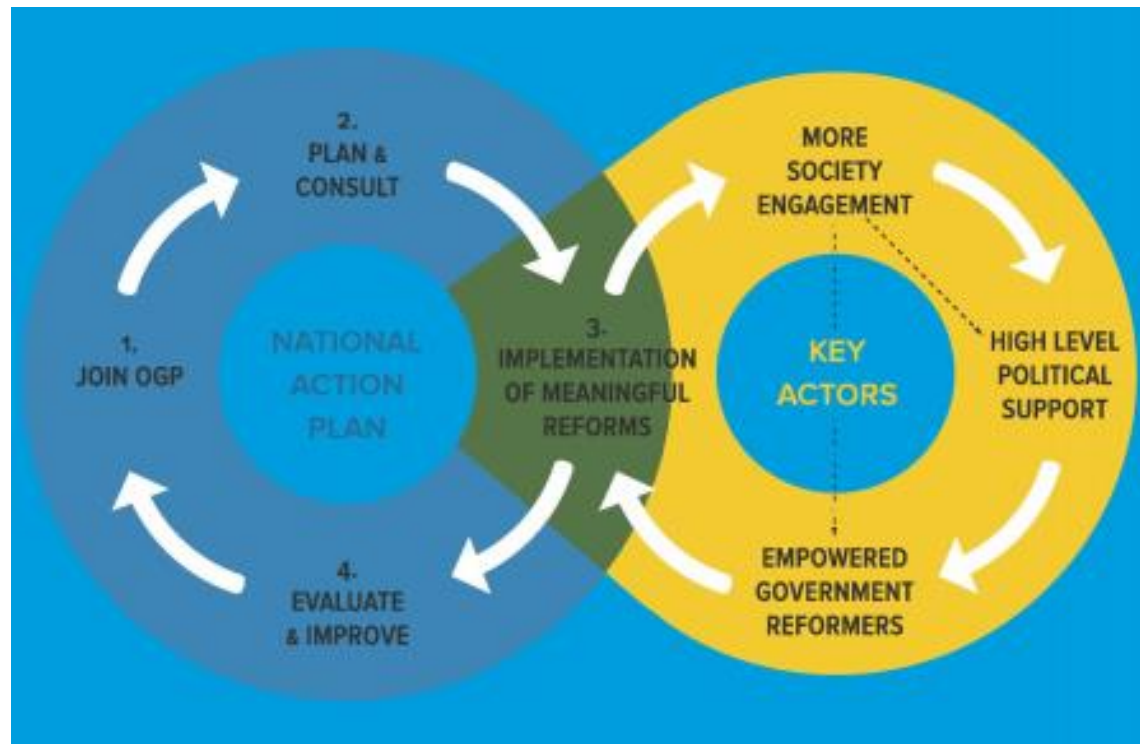 2.
PLAN &
CONSULT
1.
JOIN OGP
NATIONAL
ACTION
PLAN
3.
IMPLEMENTATION
OF MEANINGFUL
REFORMS
4.
EVALUATE
& IMPROVE
MORE
SOCIETY
ENGAGEMENT
KEY
ACTORS
HIGH LEVEL
POLITICAL
SUPPORT
EMPOWERED
GOVERNMENT
REFORMERS